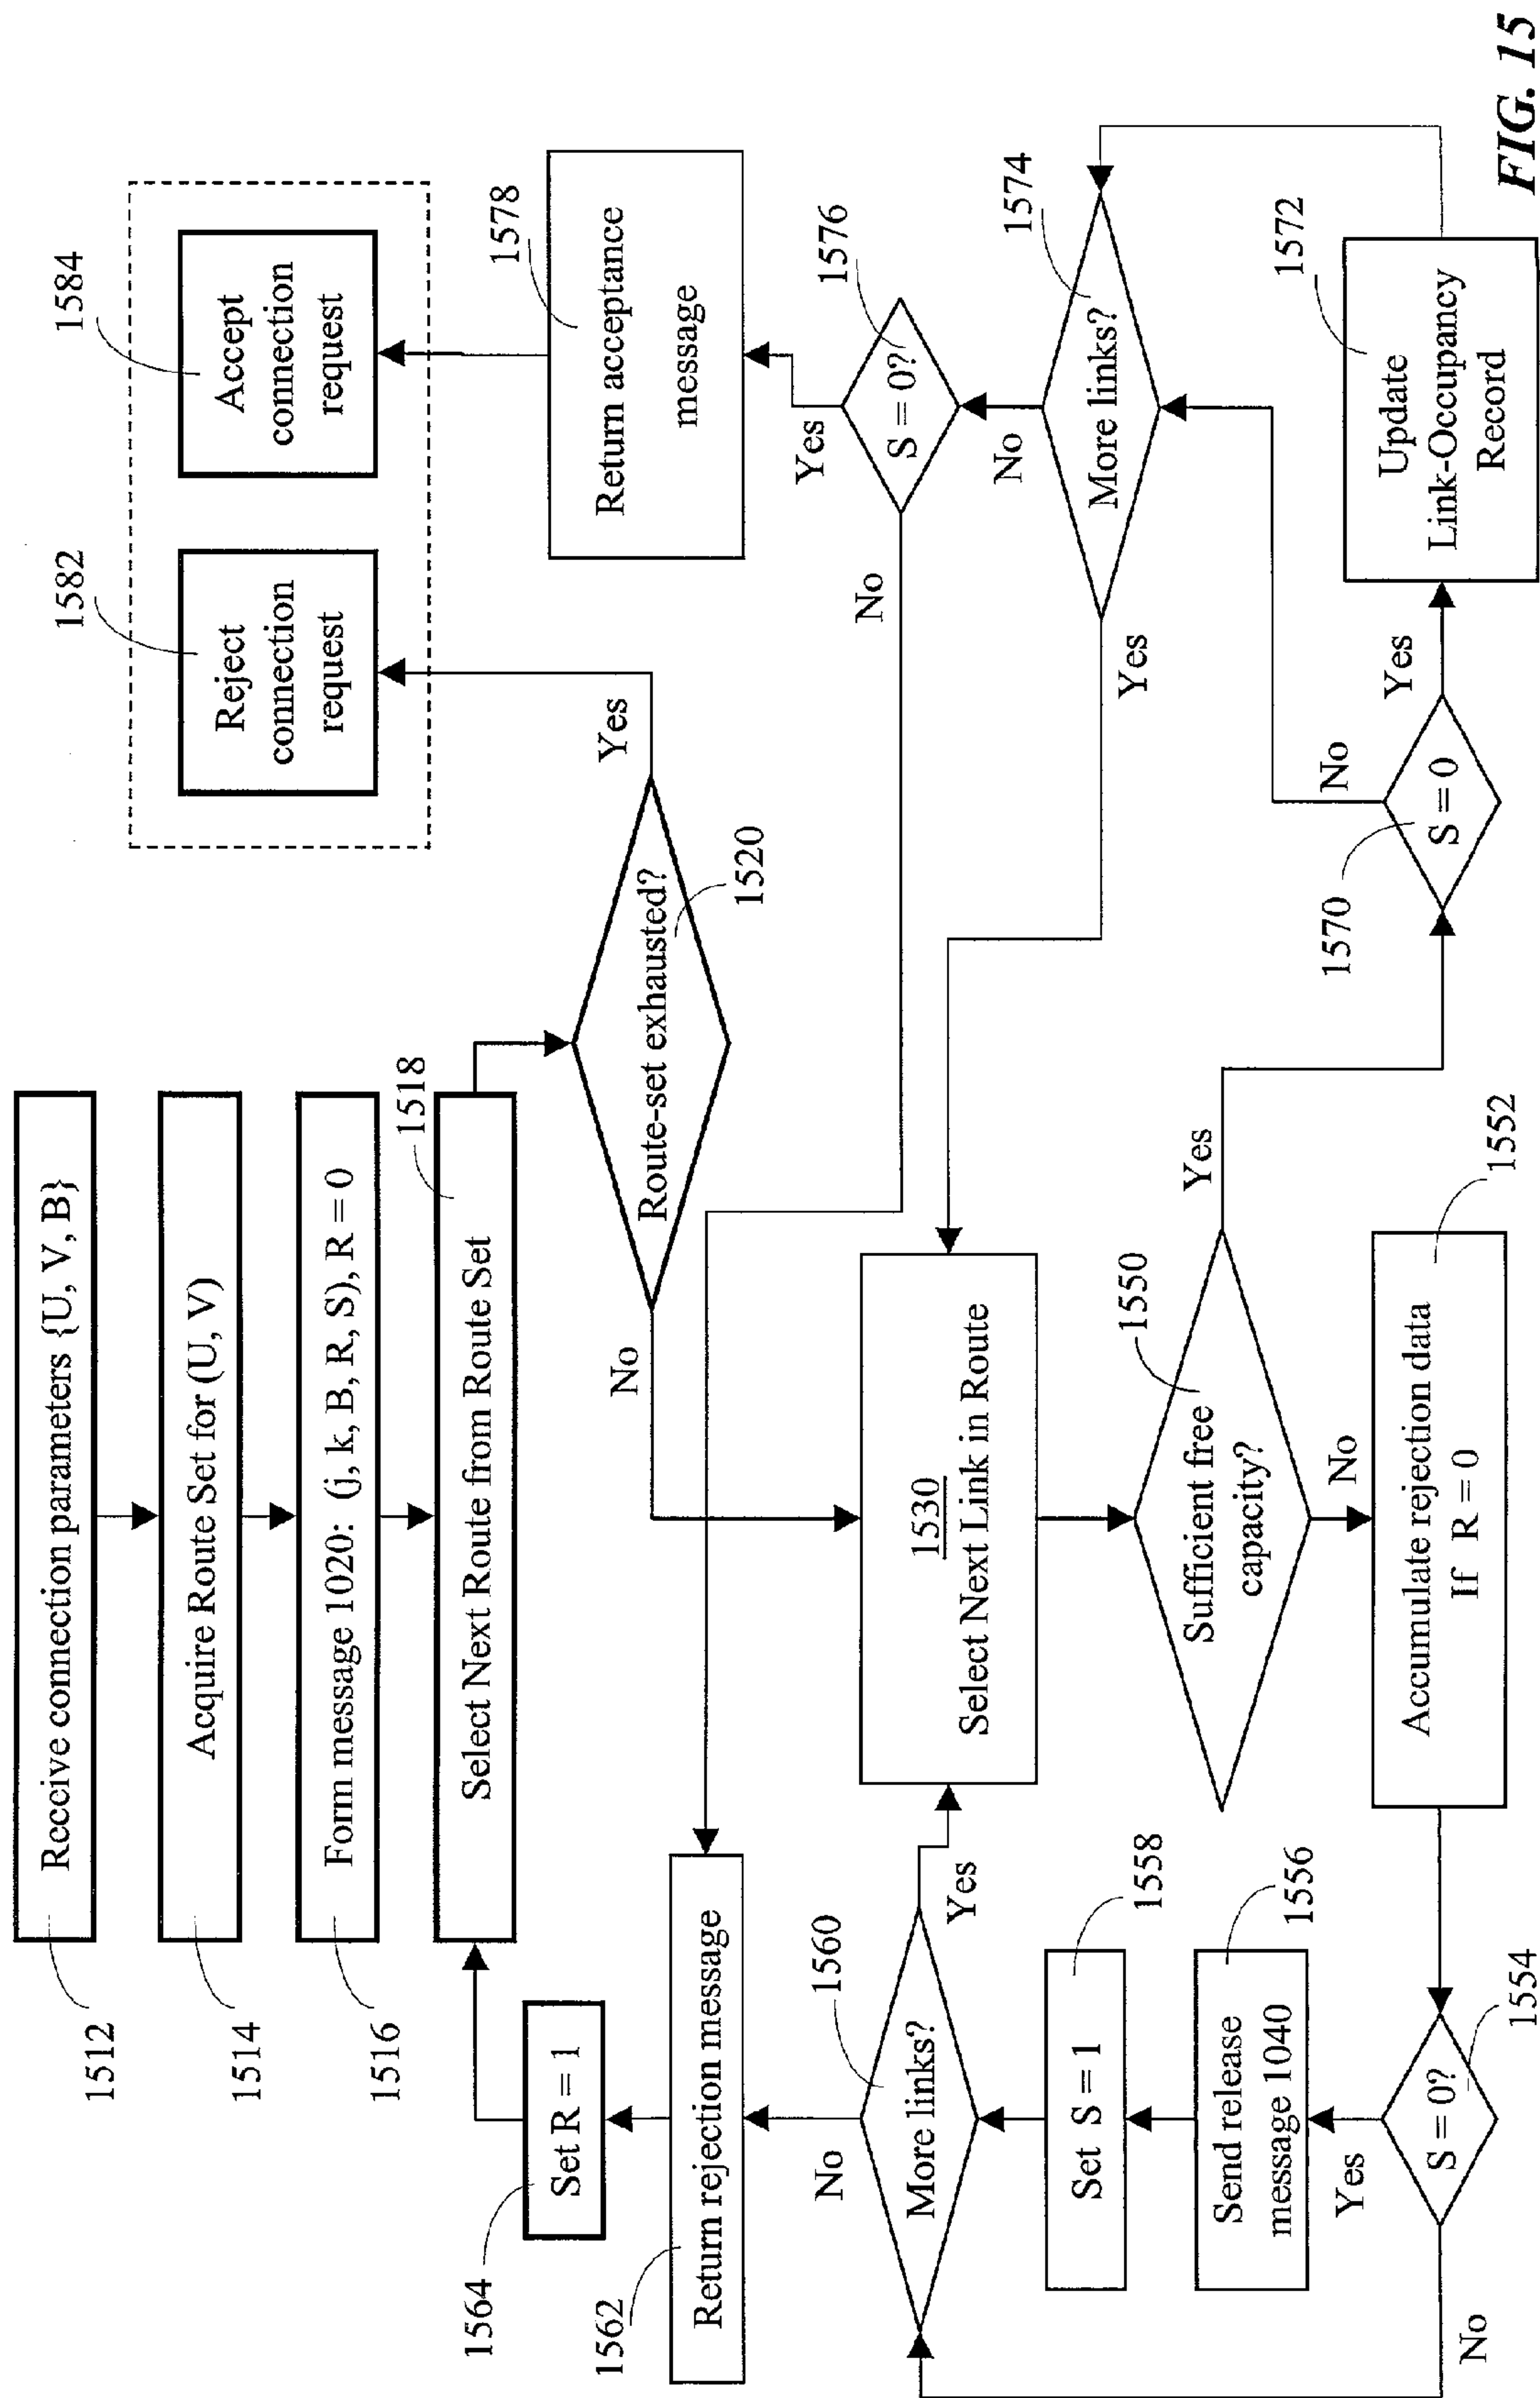 1512
Receive connection parameters {U, V, B}
1514
Acquire Route Set for (U, V)
1516
Form message 1020: (j, k, B, R, S), R = 0
1518
Select Next Route from Route Set
1564
Set R = 1
Route-set exhausted?
1520
Yes
No
1582
Reject
connection
request
1584
Accept
connection
request
1562
Return rejection message
1578
Return acceptance
message
1560
More links?
No
Yes
1530
Select Next Link in Route
No
Yes
S = 0?
1576
1558
Set S = 1
No
More links?
1574
Yes
1556
Send release
message 1040
1550
Sufficient free
capacity?
Yes
No
Yes
S = 0?
1554
No
Accumulate rejection data
If R = 0
1552
1570
S = 0
No
Yes
1572
Update
Link-Occupancy
Record
FIG. 15